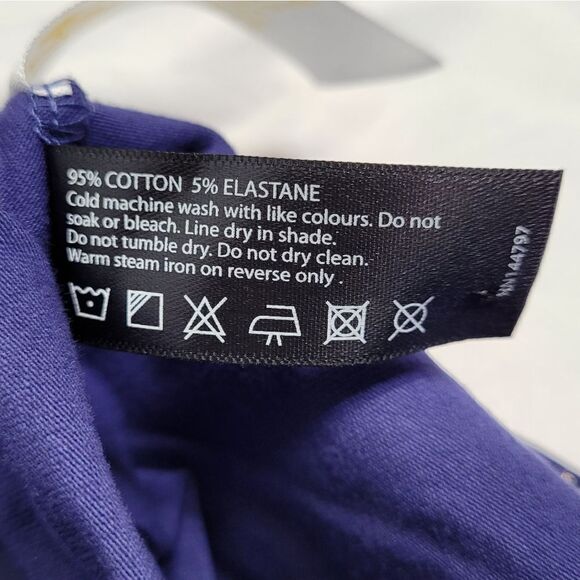 95% COTTON 5% ELASTANE
Cold machine wash with like colours. Do not
soak or bleach. Line dry in shade.
Do not tumble dry. Do not dry clean.
Warm steam iron on reverse only .
MN144797